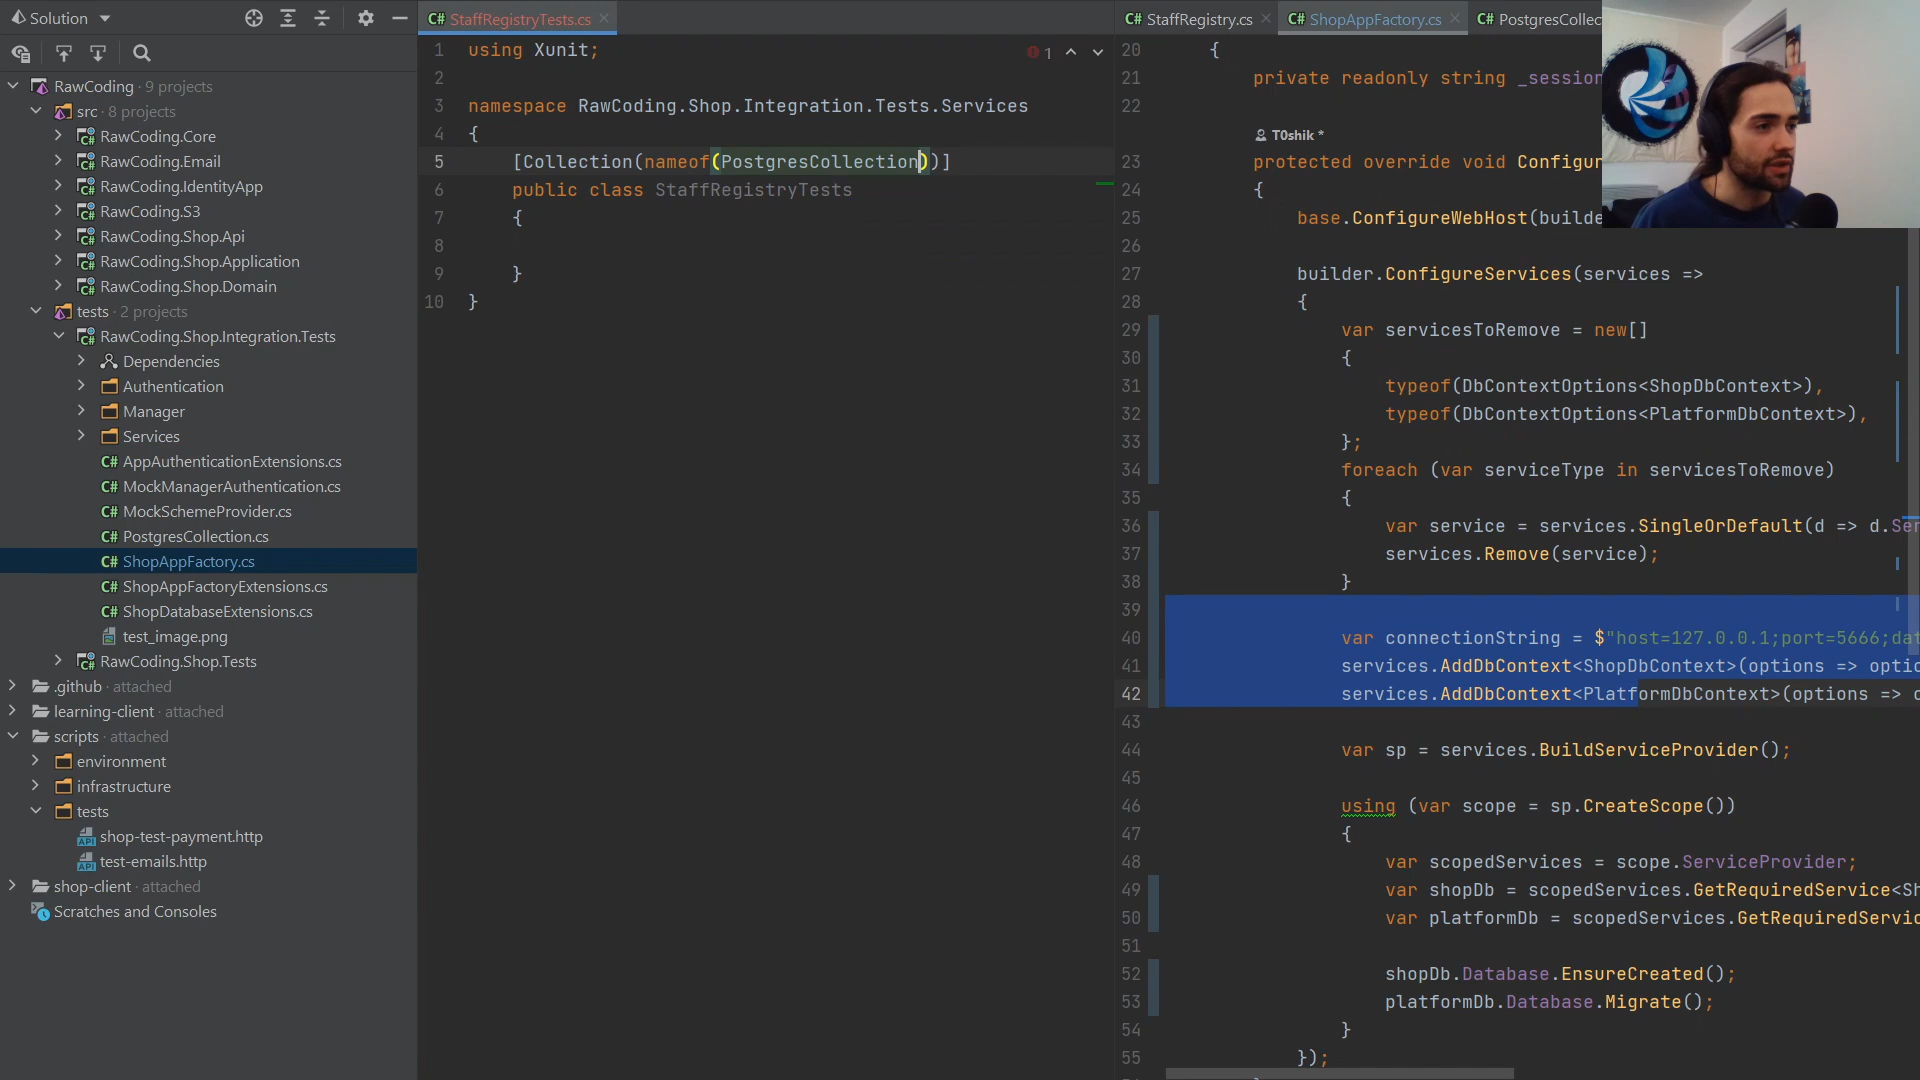 Solution
RawCoding · 9 projects
src · 8 projects
RawCoding.Core
RawCoding.Email
RawCoding.IdentityApp
RawCoding.S3
RawCoding.Shop.Api
RawCoding.Shop.Application
RawCoding.Shop.Domain
tests · 2 projects
RawCoding.Shop.Integration.Tests
Dependencies
Authentication
Manager
Services
AppAuthenticationExtensions.cs
MockManagerAuthentication.cs
MockSchemeProvider.cs
PostgresCollection.cs
ShopAppFactory.cs
ShopAppFactoryExtensions.cs
ShopDatabaseExtensions.cs
test_image.png
RawCoding.Shop.Tests
.github · attached
learning-client · attached
scripts · attached
environment
infrastructure
tests
shop-test-payment.http
test-emails.http
shop-client · attached
Scratches and Consoles
StaffRegistryTests.cs
1 using Xunit;
1
2
3 namespace RawCoding.Shop.Integration.Tests.Services
4 {
5 [Collection(nameof(PostgresCollection))]
6 public class StaffRegistryTests
7 {
8
9 }
10 }
StaffRegistry.cs
ShopAppFactory.cs
PostgresCollec
20 {
21 private readonly string _session
22
T0shik *
23 protected override void Configur
24 {
25 base.ConfigureWebHost(builde
26
27 builder.ConfigureServices(services =>
28 {
29 var servicesToRemove = new[]
30 {
31 typeof(DbContextOptions<ShopDbContext>),
32 typeof(DbContextOptions<PlatformDbContext>),
33 };
34 foreach (var serviceType in servicesToRemove)
35 {
36 var service = services.SingleOrDefault(d => d.Ser
37 services.Remove(service);
38 }
39
40 var connectionString = $"host=127.0.0.1;port=5666;dat
41 services.AddDbContext<ShopDbContext>(options => optio
42 services.AddDbContext<PlatformDbContext>(options => o
43
44 var sp = services.BuildServiceProvider();
45
46 using (var scope = sp.CreateScope())
47 {
48 var scopedServices = scope.ServiceProvider;
49 var shopDb = scopedServices.GetRequiredService<Sh
50 var platformDb = scopedServices.GetRequiredServic
51
52 shopDb.Database.EnsureCreated();
53 platformDb.Database.Migrate();
54 }
55 });